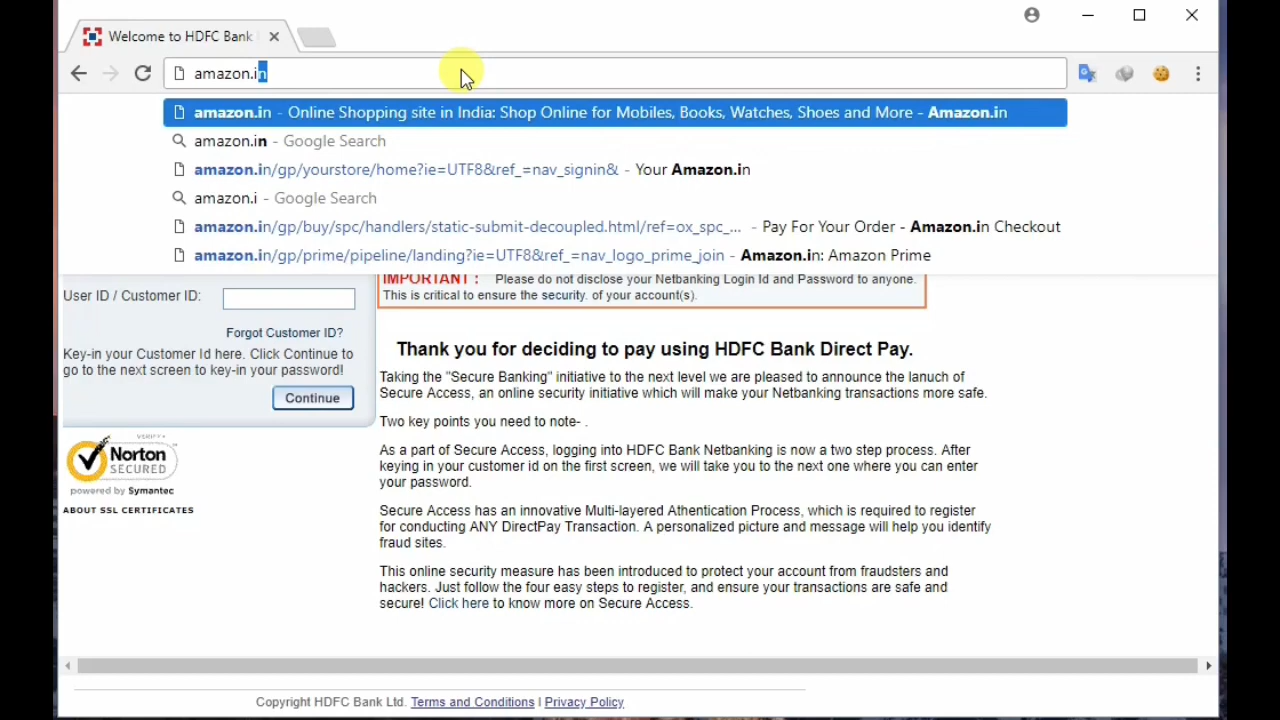 Welcome to HDFC Bank
amazon.in
amazon.in - Online Shopping site in India: Shop Online for Mobiles, Books, Watches, Shoes and More - Amazon.in
amazon.in - Google Search
amazon.in/gp/yourstore/home?ie=UTF8&ref_=nav_signin& - Your Amazon.in
amazon.i - Google Search
amazon.in/gp/buy/spc/handlers/static-submit-decoupled.html/ref=ox_spc_... - Pay For Your Order - Amazon.in Checkout
amazon.in/gp/prime/pipeline/landing?ie=UTF8&ref_=nav_logo_prime_join - Amazon.in: Amazon Prime
User ID / Customer ID:
Forgot Customer ID?
Key-in your Customer Id here. Click Continue to
go to the next screen to key-in your password!
Continue
VERIFY▸
Norton
SECURED
powered by Symantec
ABOUT SSL CERTIFICATES
IMPORTANT : Please do not disclose your Netbanking Login Id and Password to anyone.
This is critical to ensure the security. of your account(s).
Thank you for deciding to pay using HDFC Bank Direct Pay.
Taking the "Secure Banking" initiative to the next level we are pleased to announce the lanuch of
Secure Access, an online security initiative which will make your Netbanking transactions more safe.
Two key points you need to note- .
As a part of Secure Access, logging into HDFC Bank Netbanking is now a two step process. After
keying in your customer id on the first screen, we will take you to the next one where you can enter
your password.
Secure Access has an innovative Multi-layered Athentication Process, which is required to register
for conducting ANY DirectPay Transaction. A personalized picture and message will help you identify
fraud sites.
This online security measure has been introduced to protect your account from fraudsters and
hackers. Just follow the four easy steps to register, and ensure your transactions are safe and
secure! Click here to know more on Secure Access.
Copyright HDFC Bank Ltd. Terms and Conditions I Privacy Policy